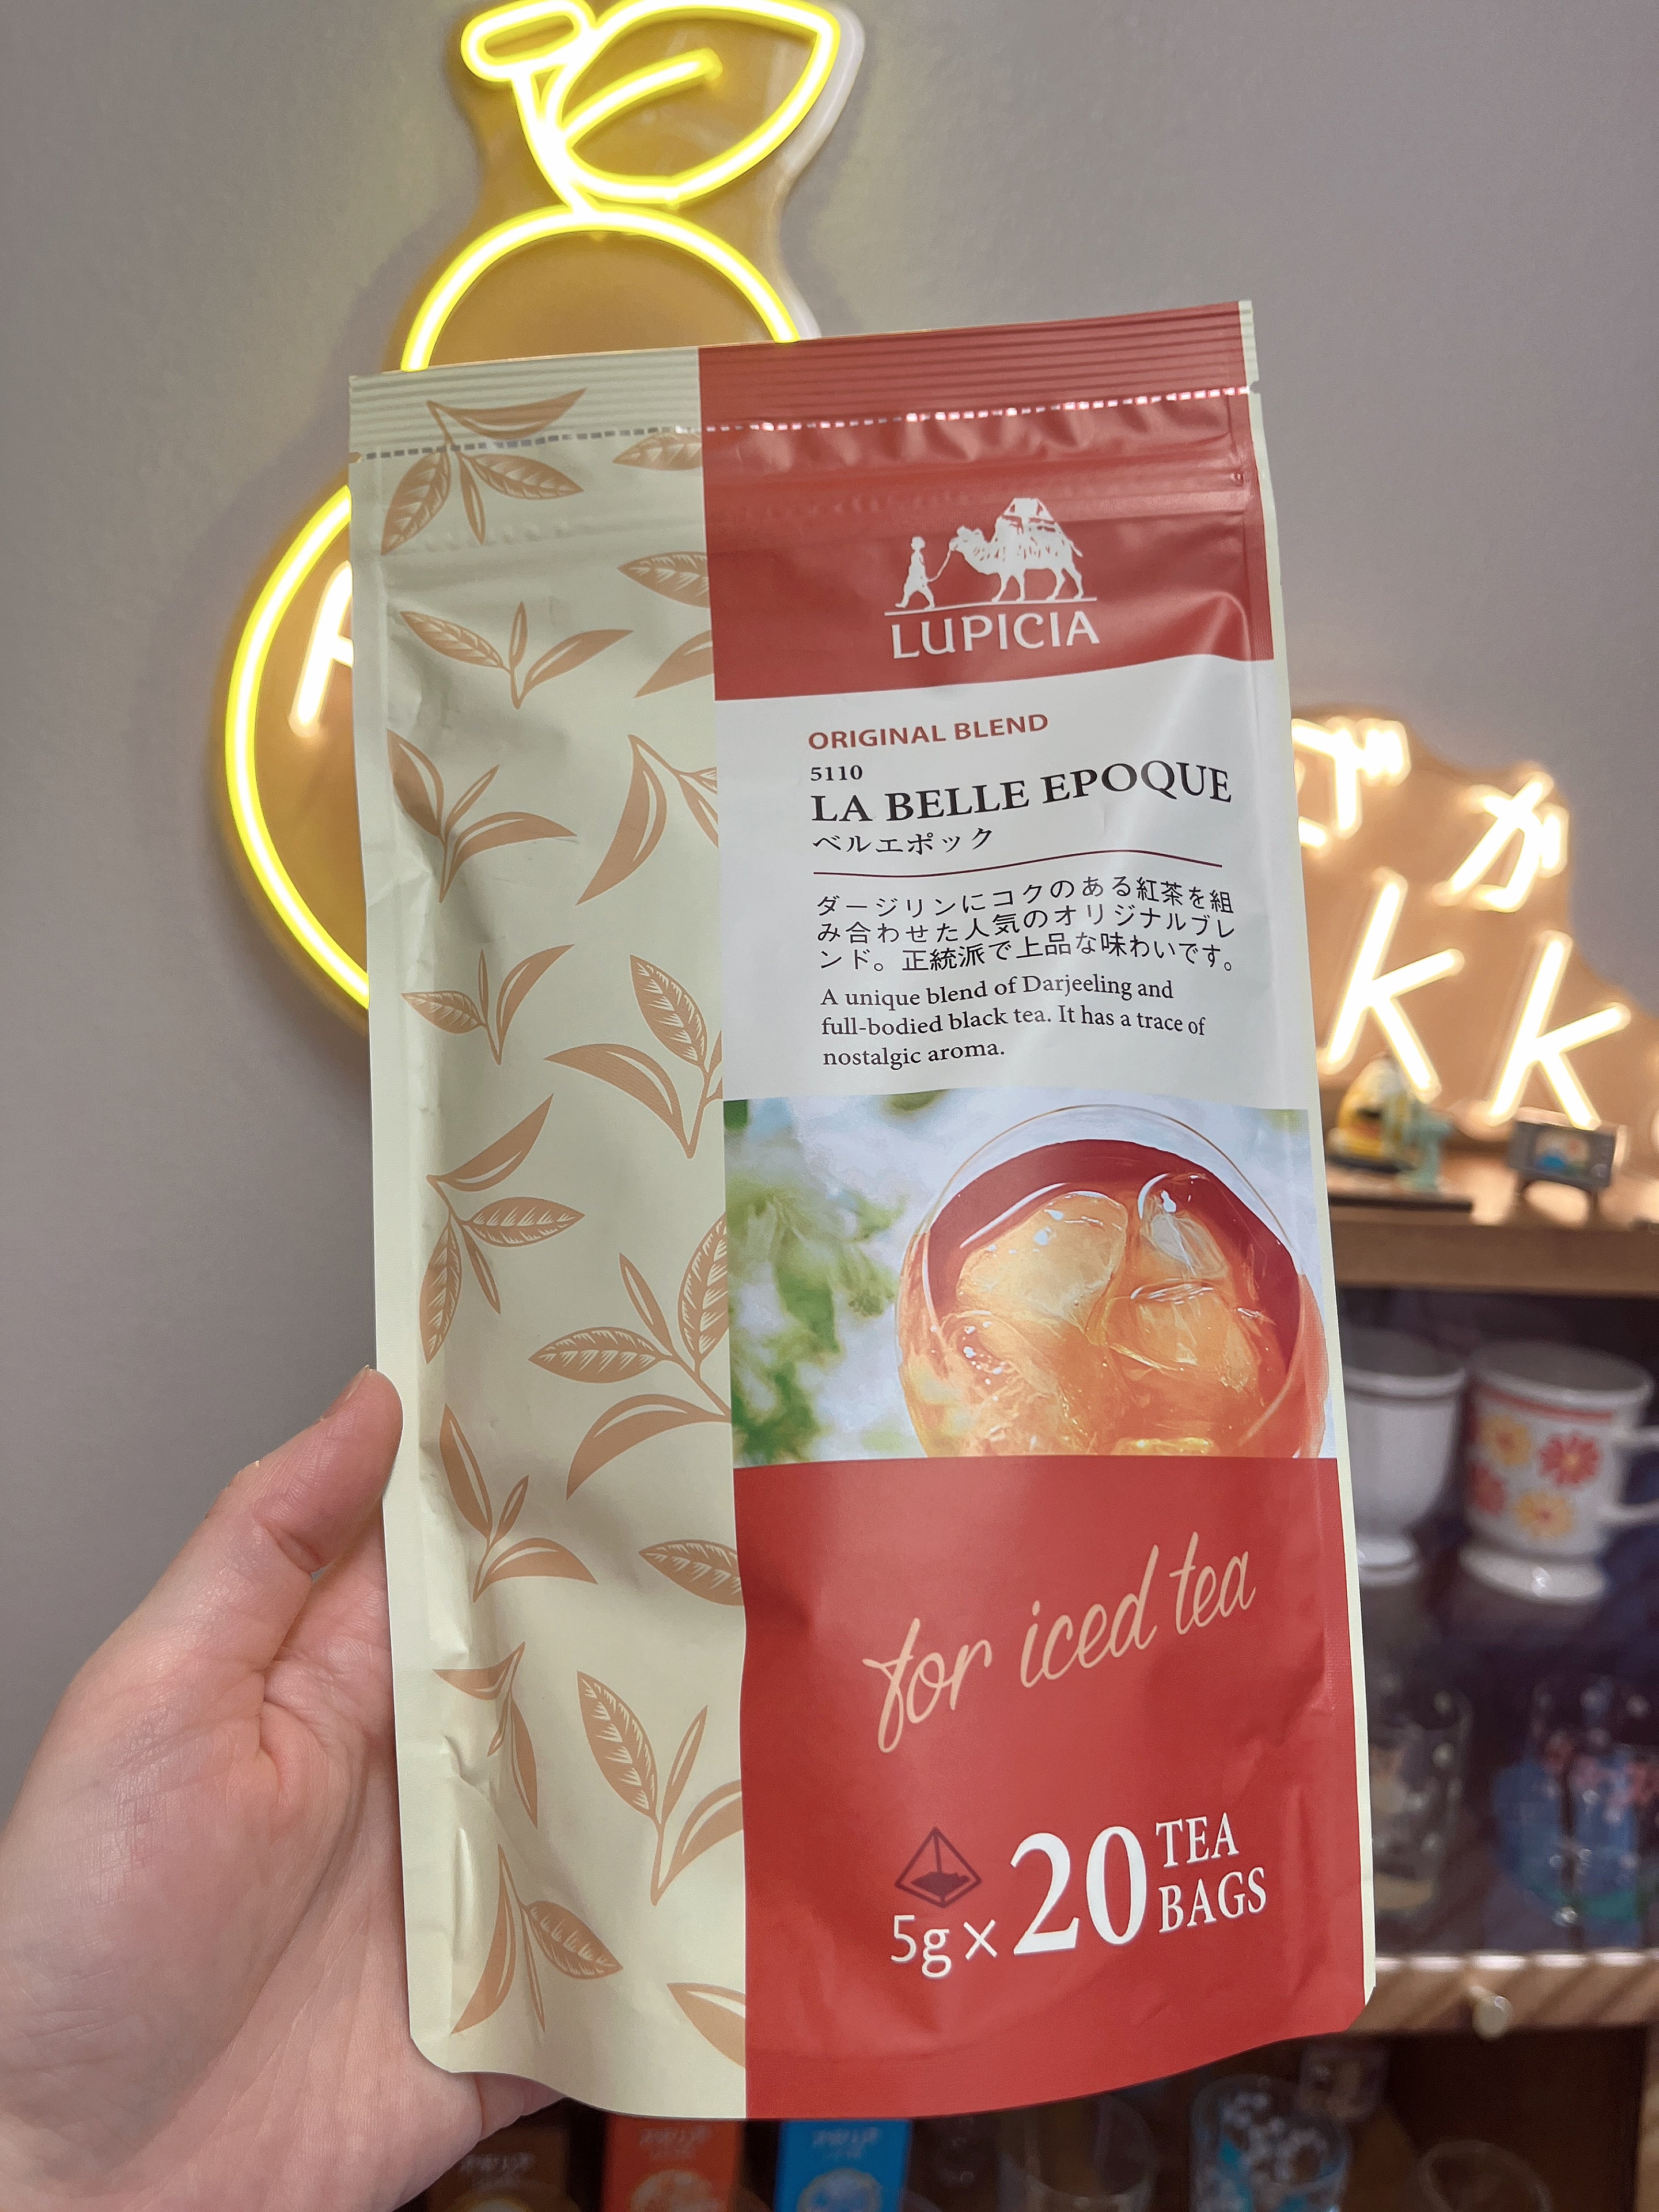 LUPICIA
ORIGINAL BLEND
5110
LA BELLE EPOQUE
ベルエポック
ダージリンにコクのある紅茶を組
み合わせた人気のオリジナルブレ
ンド。正統派で上品な味わいです。
A unique blend of Darjeeling and
full-bodied black tea. It has a trace of
nostalgic aroma.
for iced tea
5g× 20 TEA
BAGS
か
kk